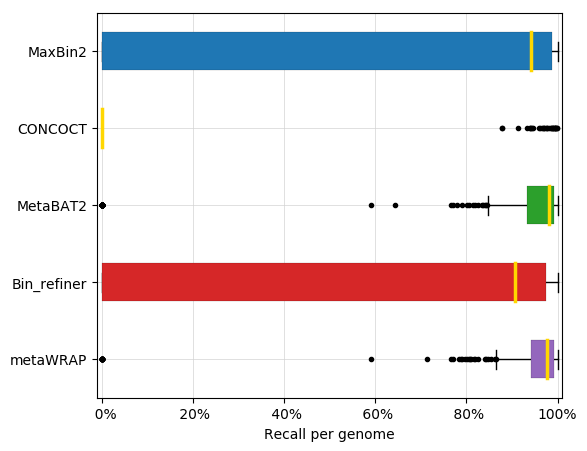 MaxBin2
CONCOCT
MetaBAT2
Bin_refiner
metaWRAP
0% 20% 40% 60% 80% 100%
Recall per genome